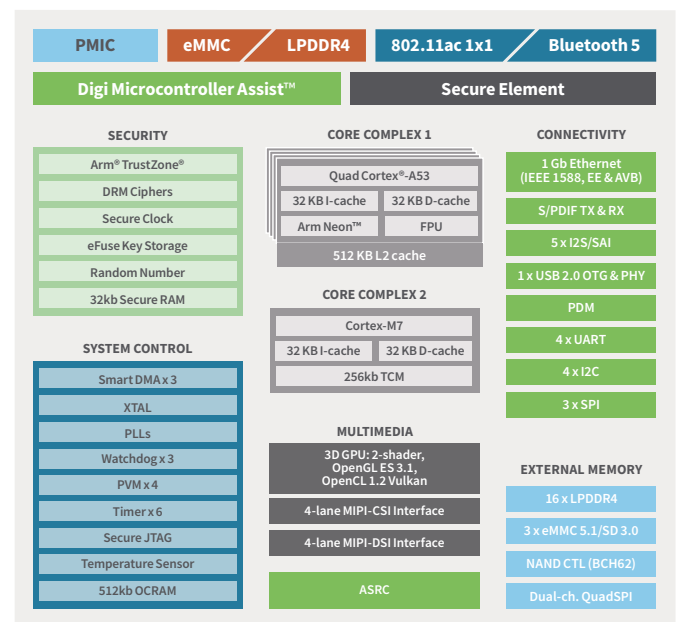 PMIC
eMMC
LPDDR4
802.11ac 1x1
Bluetooth 5
Digi Microcontroller Assist™
Secure Element
SECURITY
Arm® TrustZone®
DRM Ciphers
Secure Clock
eFuse Key Storage
Random Number
32kb Secure RAM
SYSTEM CONTROL
Smart DMA x 3
XTAL
PLLs
Watchdog x 3
PVM x 4
Timer x 6
Secure JTAG
Temperature Sensor
512kb OCRAM
CORE COMPLEX 1
Quad Cortex®-A53
32 KB I-cache
32 KB D-cache
Arm Neon™
FPU
512 KB L2 cache
CORE COMPLEX 2
Cortex-M7
32 KB I-cache
32 KB D-cache
256kb TCM
MULTIMEDIA
3D GPU: 2-shader,
OpenGL ES 3.1,
OpenCL 1.2 Vulkan
4-lane MIPI-CSI Interface
4-lane MIPI-DSI Interface
ASRC
CONNECTIVITY
1 Gb Ethernet
(IEEE 1588, EE & AVB)
S/PDIF TX & RX
5 x I2S/SAI
1 x USB 2.0 OTG & PHY
PDM
4 x UART
4 x I2C
3 x SPI
EXTERNAL MEMORY
16 x LPDDR4
3 x eMMC 5.1/SD 3.0
NAND CTL (BCH62)
Dual-ch. QuadSPI